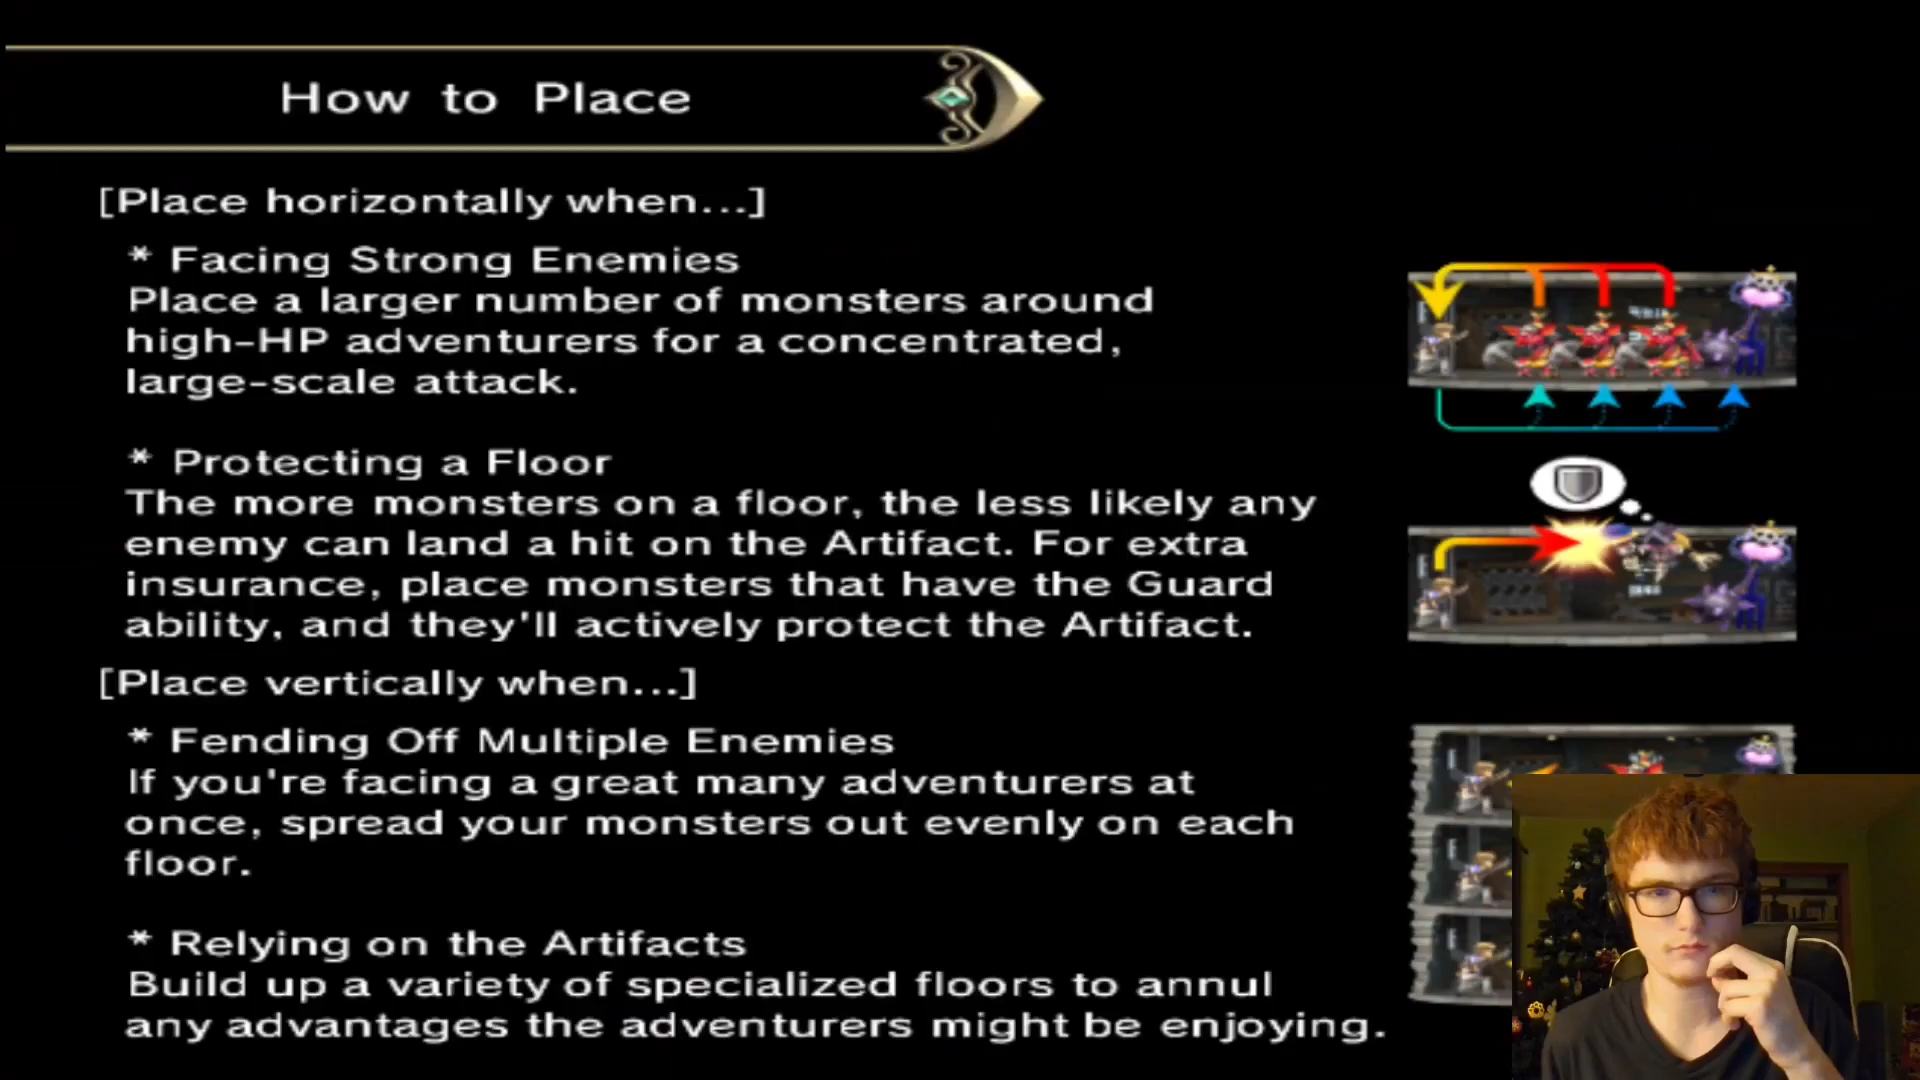 How to Place
[Place horizontally when...]
* Facing Strong Enemies
Place a larger number of monsters around
high-HP adventurers for a concentrated,
large-scale attack.
* Protecting a Floor
The more monsters on a floor, the less likely any
enemy can land a hit on the Artifact. For extra
insurance, place monsters that have the Guard
ability, and they'll actively protect the Artifact.
[Place vertically when...]
* Fending Off Multiple Enemies
If you're facing a great many adventurers at
once, spread your monsters out evenly on each
floor.
* Relying on the Artifacts
Build up a variety of specialized floors to annul
any advantages the adventurers might be enjoying.